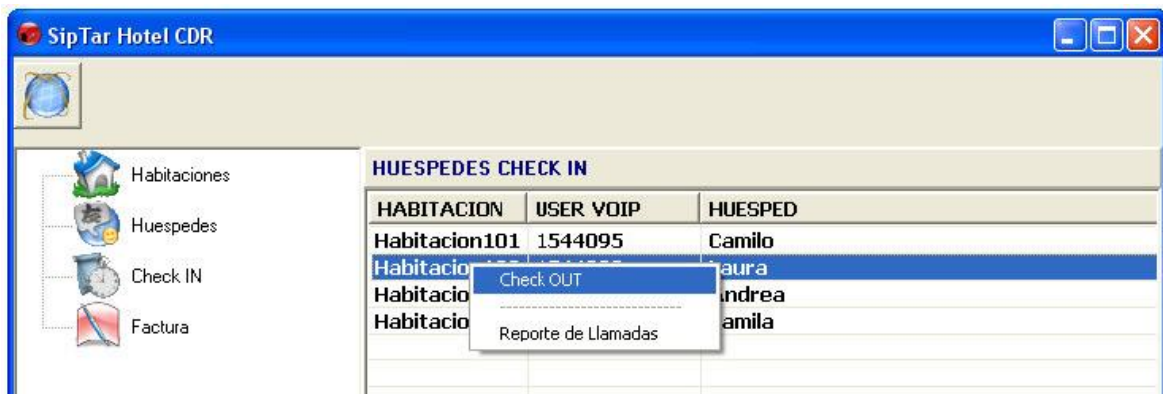 SipTar Hotel CDR
Habitaciones
Huespedes
Check IN
Factura
HUESPEDES CHECK IN
HABITACION USER VOIP HUESPED
Habitacion101 1544095 Camilo
Check OUT
Reporte de Llamadas